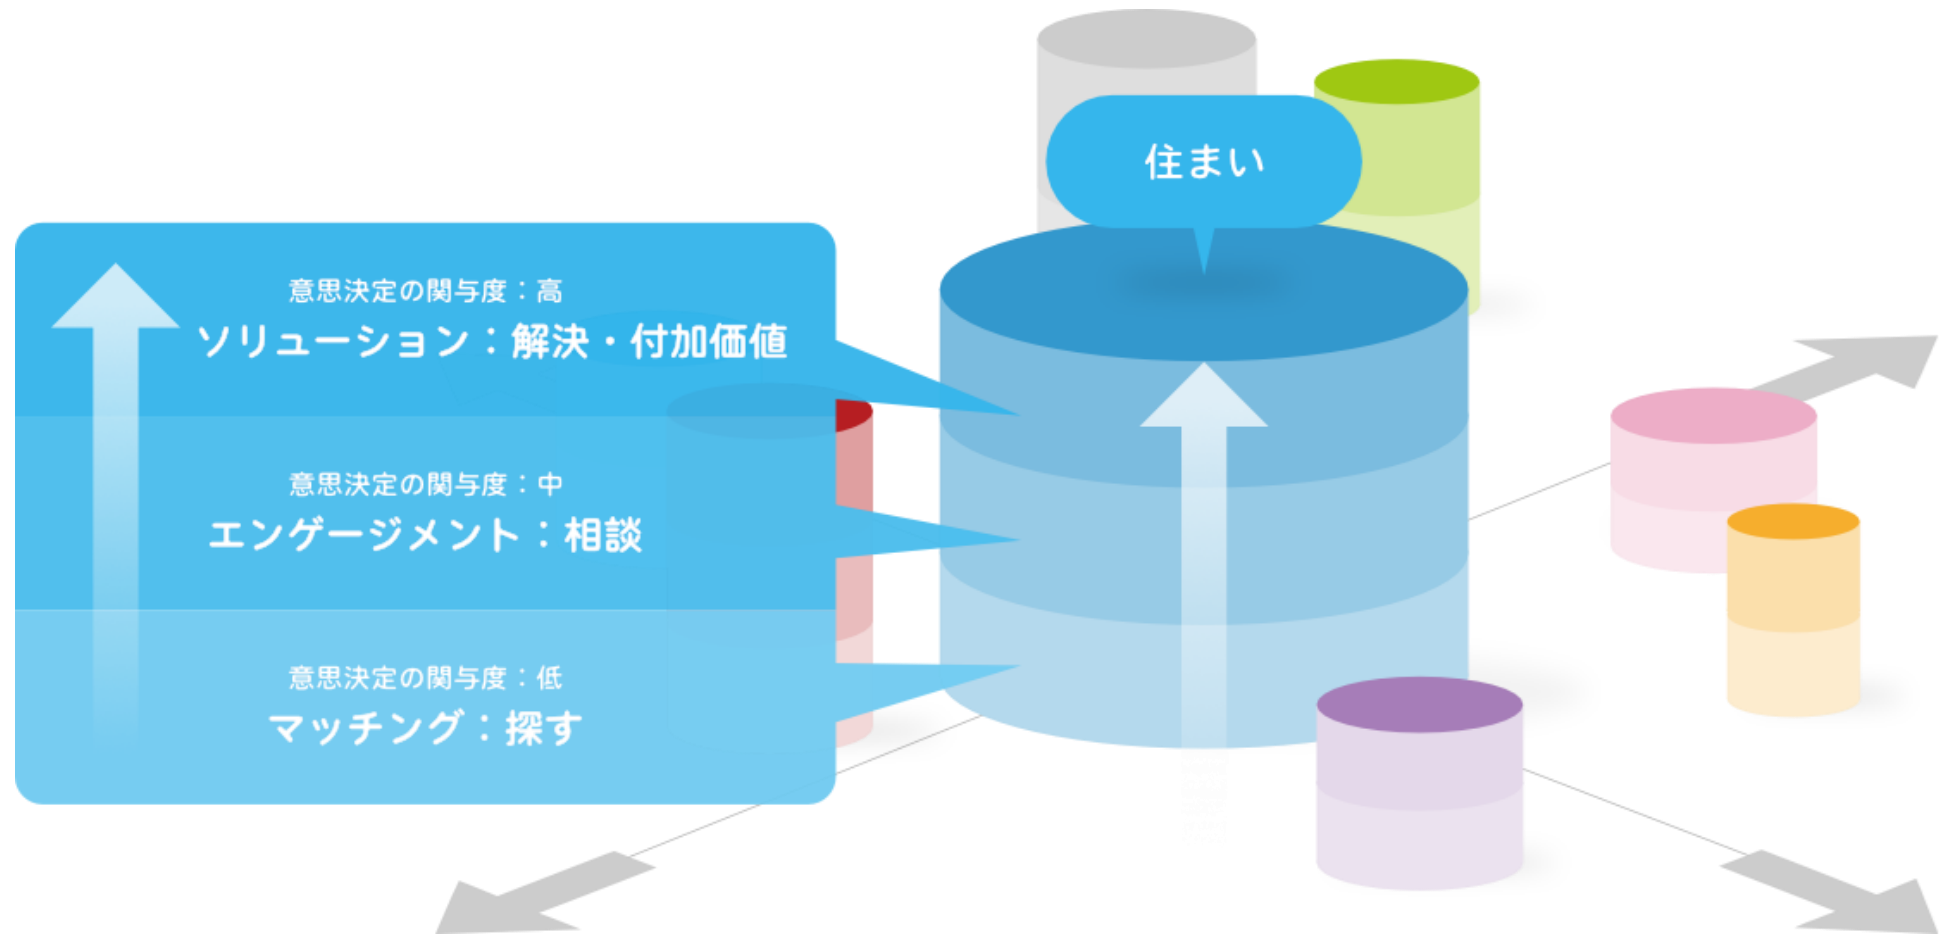 住まい
意思決定の関与度：高
ソリューション：解決・付加価値
意思決定の関与度：中
エンゲージメント：相談
意思決定の関与度：低
マッチング：探す